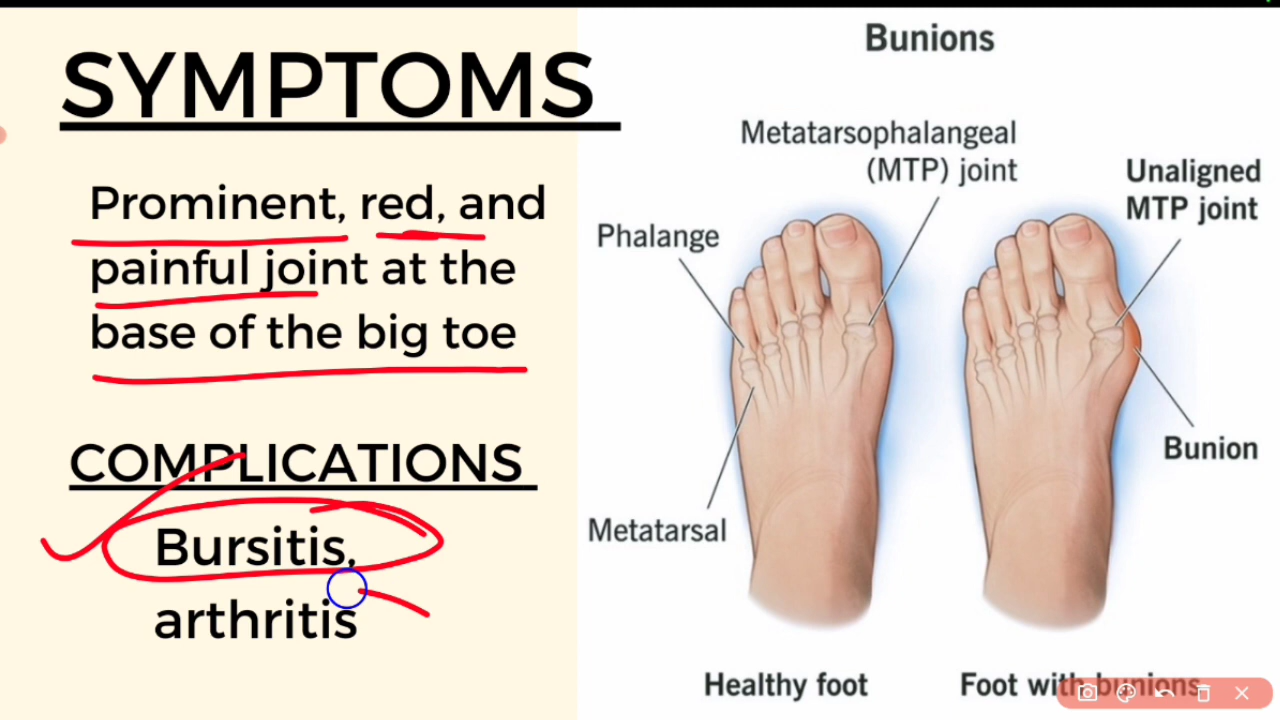 SYMPTOMS
Prominent, red, and
painful joint at the
base of the big toe
COMPLICATIONS
Bursitis,
arthritis
Bunions
Metatarsophalangeal
(MTP) joint
Unaligned
MTP joint
Phalange
Bunion
Metatarsal
Healthy foot
Foot with bunions